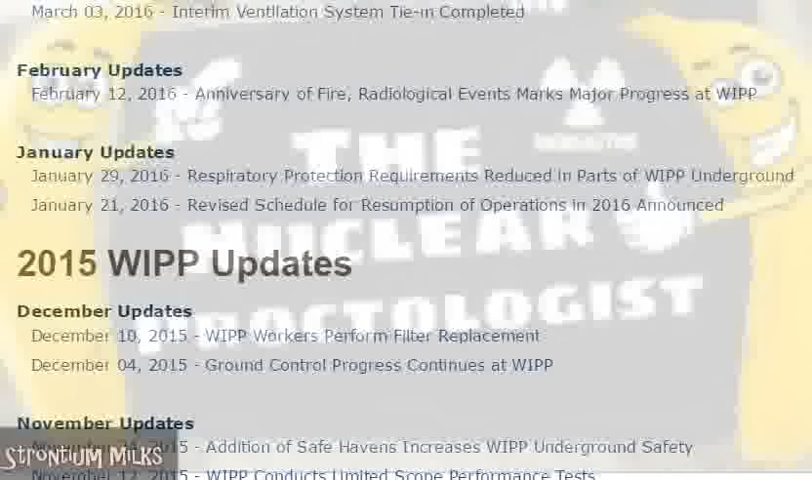 March 03, 2016 - Interim Ventilation System Tie-in Completed
February Updates
February 12, 2016 - Anniversary of Fire, Radiological Events Marks Major Progress at WIPP
January Updates
January 29, 2016 - Respiratory Protection Requirements Reduced in Parts of WIPP Underground
January 21, 2016 - Revised Schedule for Resumption of Operations in 2016 Announced
2015 WIPP Updates
December Updates
December 10, 2015 - WIPP Workers Perform Filter Replacement
December 04, 2015 - Ground Control Progress Continues at WIPP
November Updates
2015 - Addition of Safe Havens Increases WIPP Underground Safety
November 12, 2015 - WIPP Conducts Limited Scope Performance Tests
THE
NUCLEAR
PROCTOLOGIST
STRONTIUM MILKS